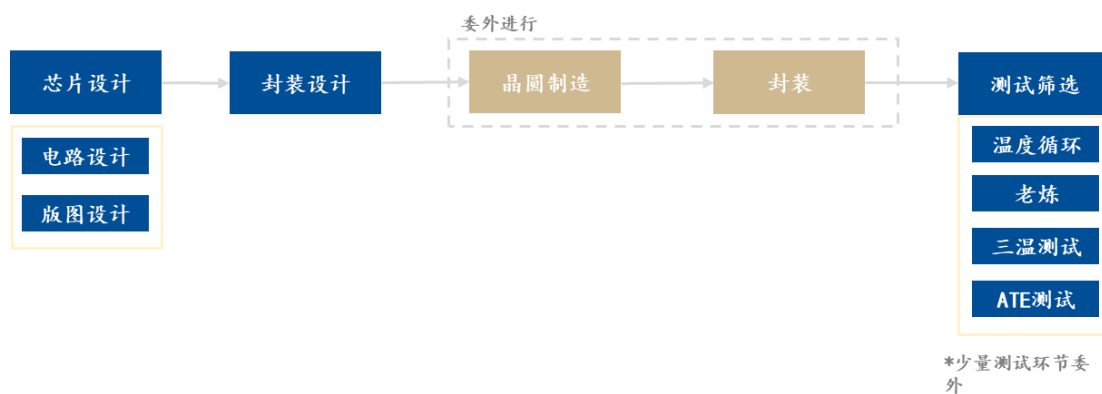 委外进行
芯片设计
封装设计
晶圆制造
封装
测试筛选
电路设计
版图设计
温度循环
老炼
三温测试
ATE测试
*少量测试环节委
外